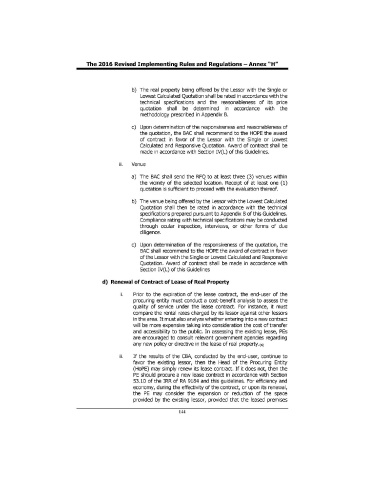 The 2016 Revised Implementing Rules and Regulations – Annex "H"
b) The real property being offered by the Lessor with the Single or
Lowest Calculated Quotation shall be rated in accordance with the
technical specifications and the reasonableness of its price
quotation shall be determined in accordance with the
methodology prescribed in Appendix B.
c) Upon determination of the responsiveness and reasonableness of
the quotation, the BAC shall recommend to the HOPE the award
of contract in favor of the Lessor with the Single or Lowest
Calculated and Responsive Quotation. Award of contract shall be
made in accordance with Section IV(L) of this Guidelines.
ii. Venue
a) The BAC shall send the RFQ to at least three (3) venues within
the vicinity of the selected location. Receipt of at least one (1)
quotation is sufficient to proceed with the evaluation thereof.
b) The venue being offered by the Lessor with the Lowest Calculated
Quotation shall then be rated in accordance with the technical
specifications prepared pursuant to Appendix B of this Guidelines.
Compliance rating with technical specifications may be conducted
through ocular inspection, interviews, or other forms of due
diligence.
c) Upon determination of the responsiveness of the quotation, the
BAC shall recommend to the HOPE the award of contract in favor
of the Lessor with the Single or Lowest Calculated and Responsive
Quotation. Award of contract shall be made in accordance with
Section IV(L) of this Guidelines
d) Renewal of Contract of Lease of Real Property
i. Prior to the expiration of the lease contract, the end-user of the
procuring entity must conduct a cost-benefit analysis to assess the
quality of service under the lease contract. For instance, it must
compare the rental rates charged by its lessor against other lessors
in the area. It must also analyze whether entering into a new contract
will be more expensive taking into consideration the cost of transfer
and accessibility to the public. In assessing the existing lease, PEs
are encouraged to consult relevant government agencies regarding
any new policy or directive in the lease of real property.
ii. If the results of the CBA, conducted by the end-user, continue to
favor the existing lessor, then the Head of the Procuring Entity
(HoPE) may simply renew its lease contract. If it does not, then the
PE should procure a new lease contract in accordance with Section
53.10 of the IRR of RA 9184 and this guidelines. For efficiency and
economy, during the effectivity of the contract, or upon its renewal,
the PE may consider the expansion or reduction of the space
provided by the existing lessor, provided that the leased premises